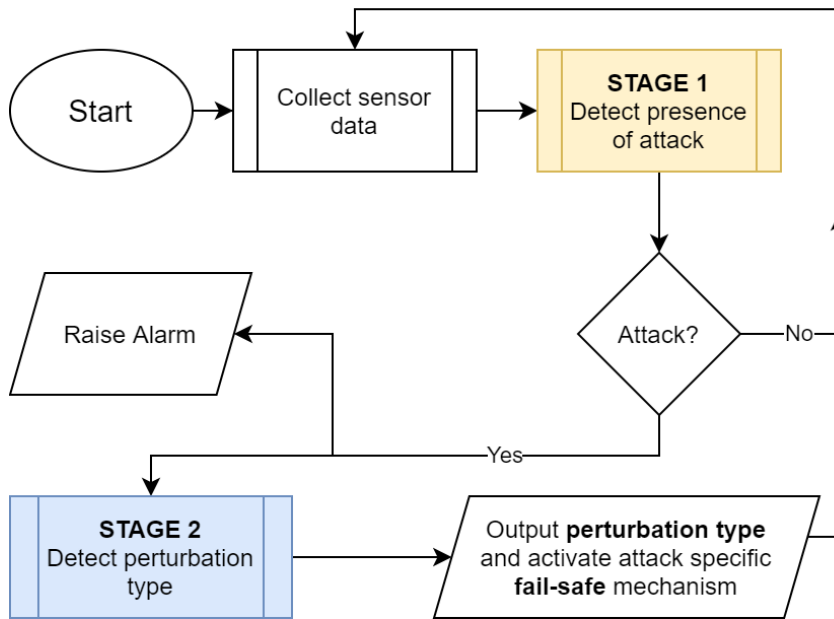 Start
Collect sensor
data
STAGE 1
Detect presence
of attack
Raise Alarm
Attack?
No
Yes
STAGE 2
Detect perturbation
type
Output perturbation type
and activate attack specific
fail-safe mechanism